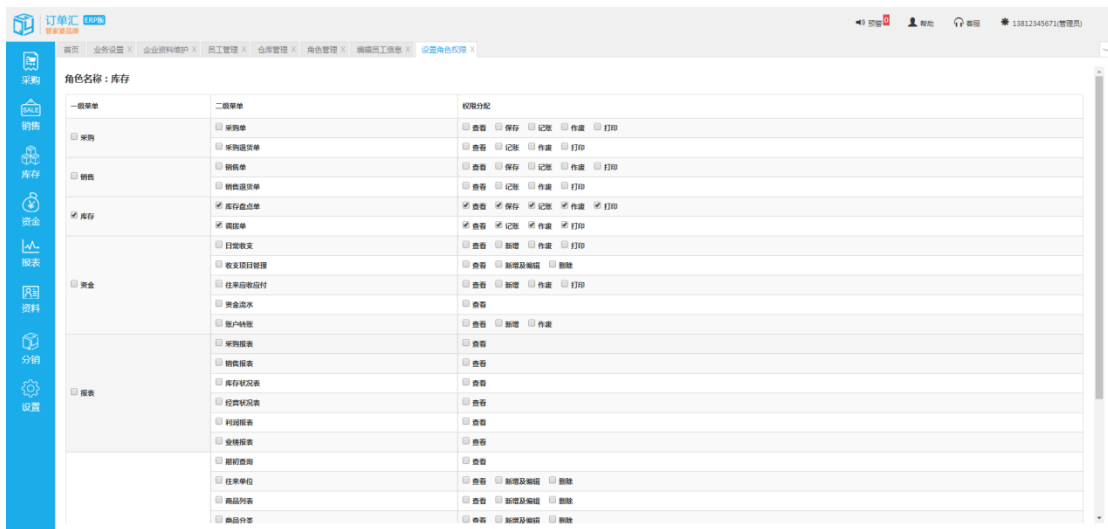 订单汇 ERP版
管家婆品牌
预警 0 帮助 客服 13812345671(管理员)
首页 业务设置 X 企业资料维护 X 员工管理 X 仓库管理 X 角色管理 X 编辑员工信息 X 设置角色权限 X
采购
SALE
销售
库存
资金
报表
资料
分销
设置
角色名称：库存
一级菜单 二级菜单 权限分配
采购 采购单 查看 保存 记账 作废 打印
采购退货单 查看 记账 作废 打印
销售 销售单 查看 保存 记账 作废 打印
销售退货单 查看 记账 作废 打印
库存 库存盘点单 查看 保存 记账 作废 打印
调拨单 查看 记账 作废 打印
资金 日常收支 查看 新增 作废 打印
收支项目管理 查看 新增及编辑 删除
往来应收应付 查看 新增 作废 打印
资金流水 查看
账户转账 查看 新增 作废
报表 采购报表 查看
销售报表 查看
库存状况表 查看
经营状况表 查看
利润报表 查看
业绩报表 查看
期初查询 查看
往来单位 查看 新增及编辑 删除
商品列表 查看 新增及编辑 删除
商品分类 查看 新增及编辑 删除